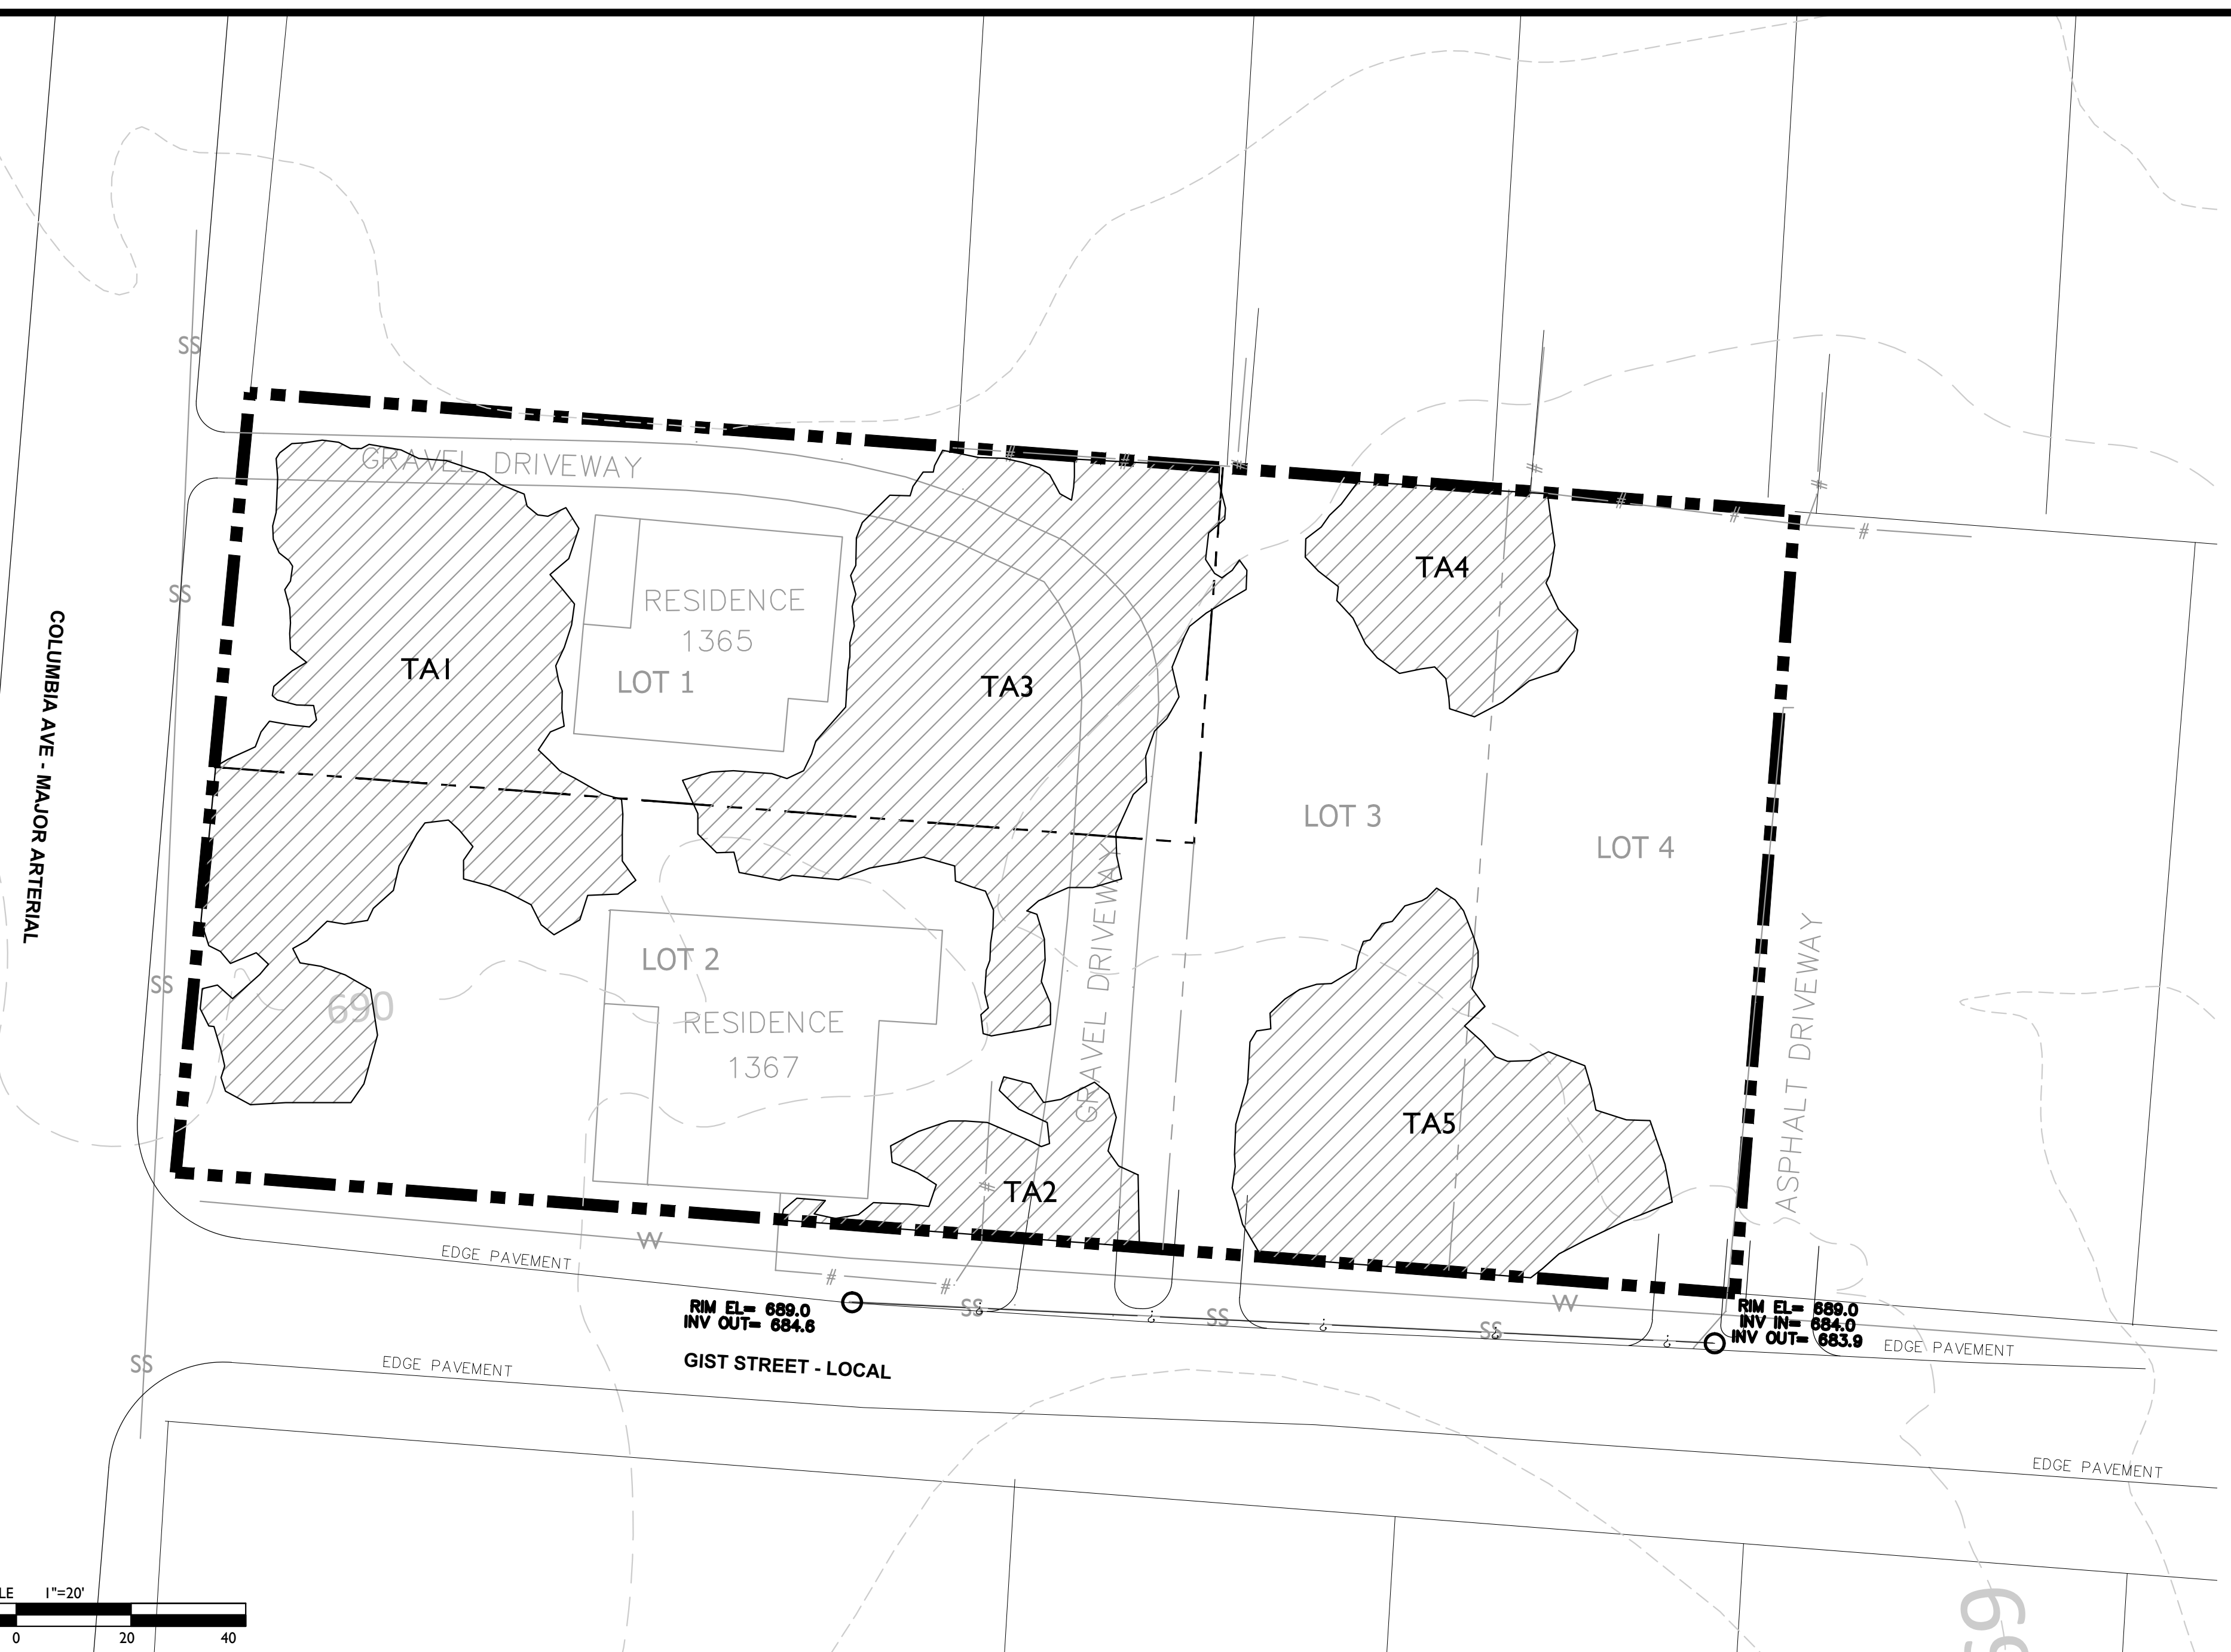 SS
GRAVEL DRIVEWAY
SS
RESIDENCE
1365
LOT 1
TA1
TA3
TA4
COLUMBIA AVE - MAJOR ARTERIAL
LOT 3
LOT 4
LOT 2
SS
690
RESIDENCE
1367
GRAVEL DRIVEWAY
ASPHALT DRIVEWAY
TA2
TA5
EDGE PAVEMENT
W
W
RIM EL= 689.0
INV OUT= 684.6
SS
SS
SS
RIM EL= 689.0
INV IN= 684.0
INV OUT= 683.9
EDGE PAVEMENT
GIST STREET - LOCAL
SS
EDGE PAVEMENT
EDGE PAVEMENT
LE 1"=20'
0 20 40